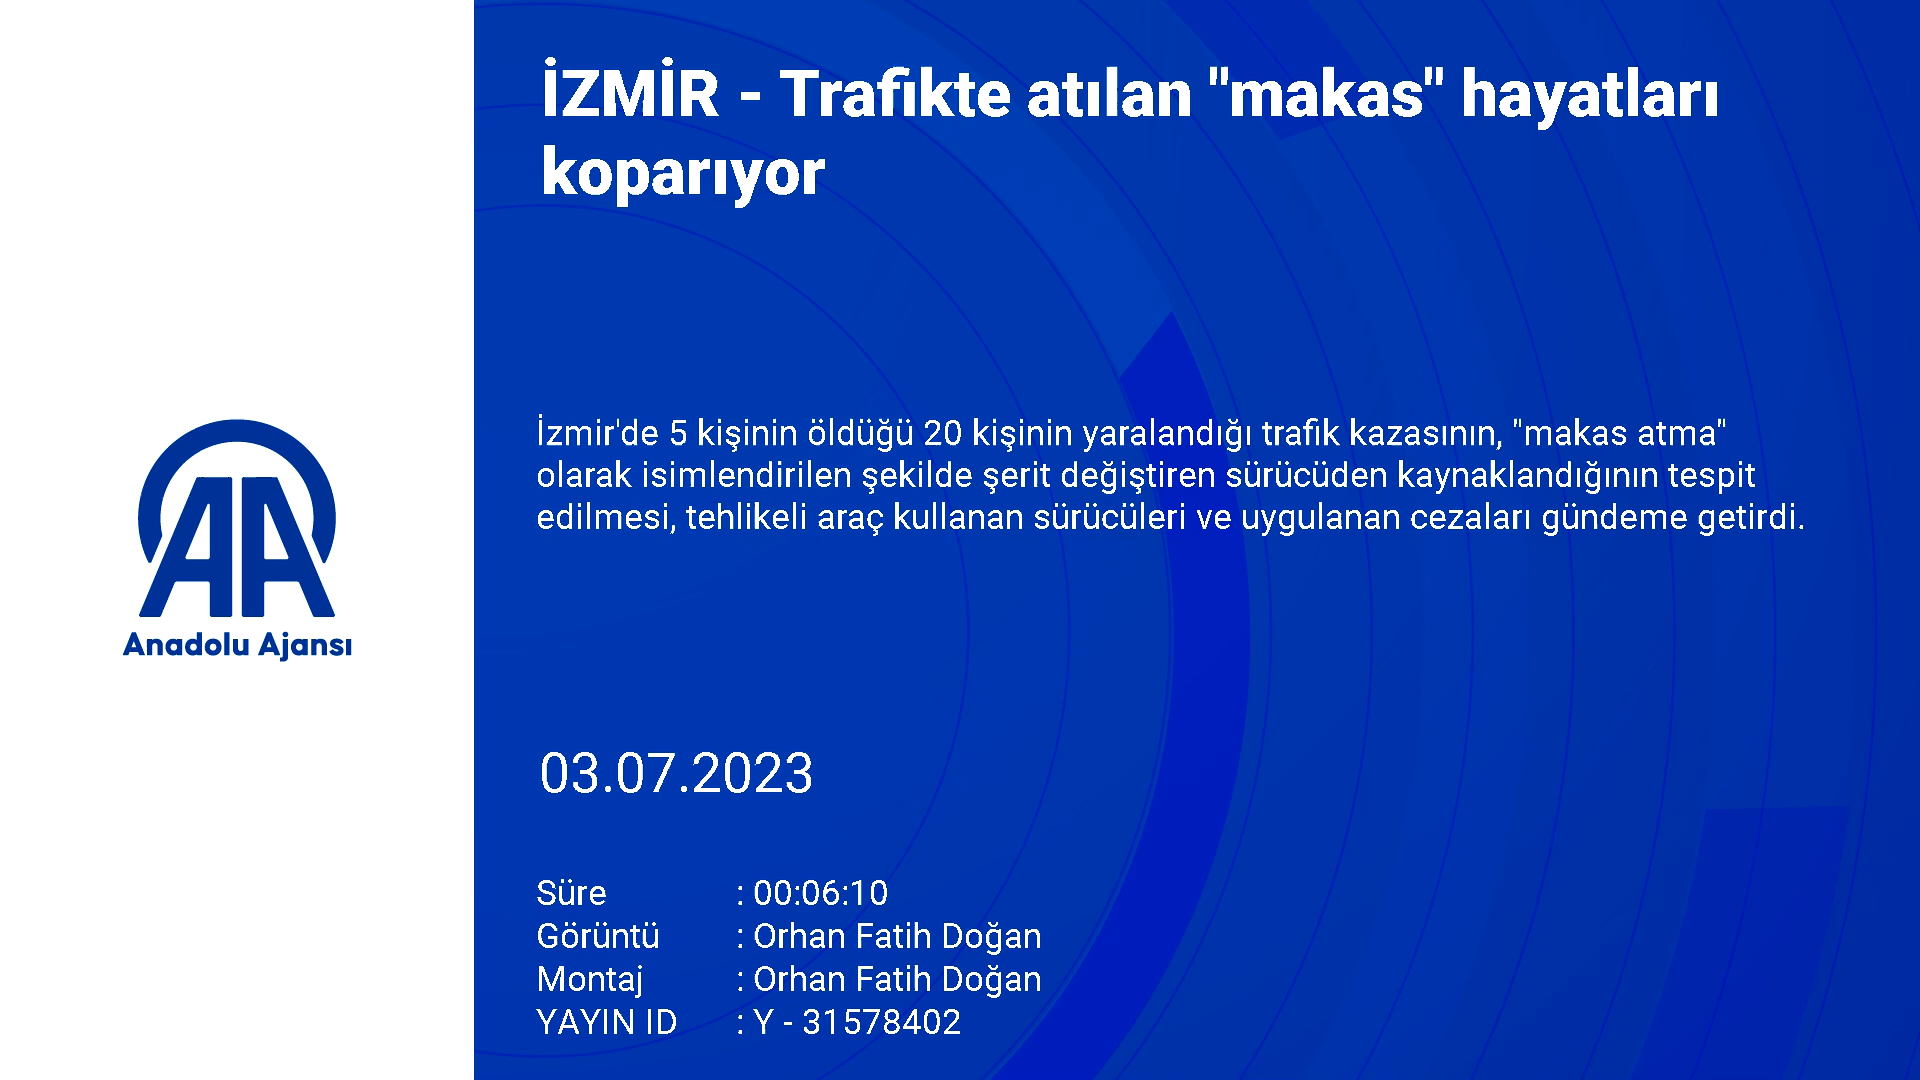 İZMİR - Trafikte atılan "makas" hayatları
koparıyor
İzmir'de 5 kişinin öldüğü 20 kişinin yaralandığı trafik kazasının, "makas atma"
olarak isimlendirilen şekilde şerit değiştiren sürücüden kaynaklandığının tespit
edilmesi, tehlikeli araç kullanan sürücüleri ve uygulanan cezaları gündeme getirdi.
AA
Anadolu Ajansı
03.07.2023
Süre : 00:06:10
Görüntü : Orhan Fatih Doğan
Montaj : Orhan Fatih Doğan
YAYIN ID : Y - 31578402